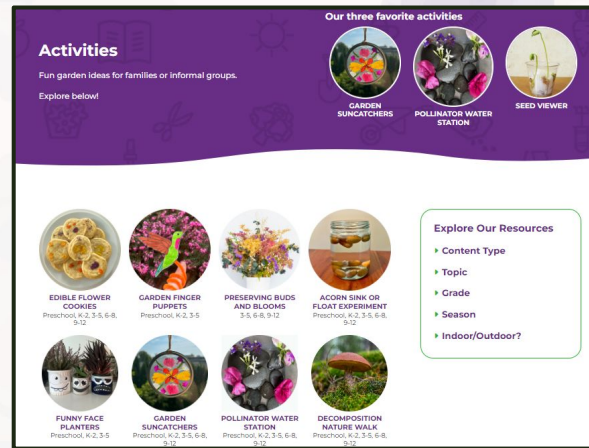 Activities
Fun garden ideas for families or informal groups.
Explore below!
Our three favorite activities
GARDEN
SUNCATCHERS
POLLINATOR WATER
STATION
SEED VIEWER
EDIBLE FLOWER
COOKIES
Preschool, K-2, 3-5, 6-8,
9-12
GARDEN FINGER
PUPPETS
Preschool, K-2, 3-5
PRESERVING BUDS
AND BLOOMS
3-5, 6-8, 9-12
ACORN SINK OR
FLOAT EXPERIMENT
Preschool, K-2, 3-5, 6-8,
9-12
FUNNY FACE
PLANTERS
Preschool, K-2, 3-5
GARDEN
SUNCATCHERS
Preschool, K-2, 3-5, 6-8,
9-12
POLLINATOR WATER
STATION
Preschool, K-2, 3-5, 6-8,
9-12
DECOMPOSITION
NATURE WALK
Preschool, K-2, 3-5, 6-8,
9-12
Explore Our Resources
Content Type
Topic
Grade
Season
Indoor/Outdoor?